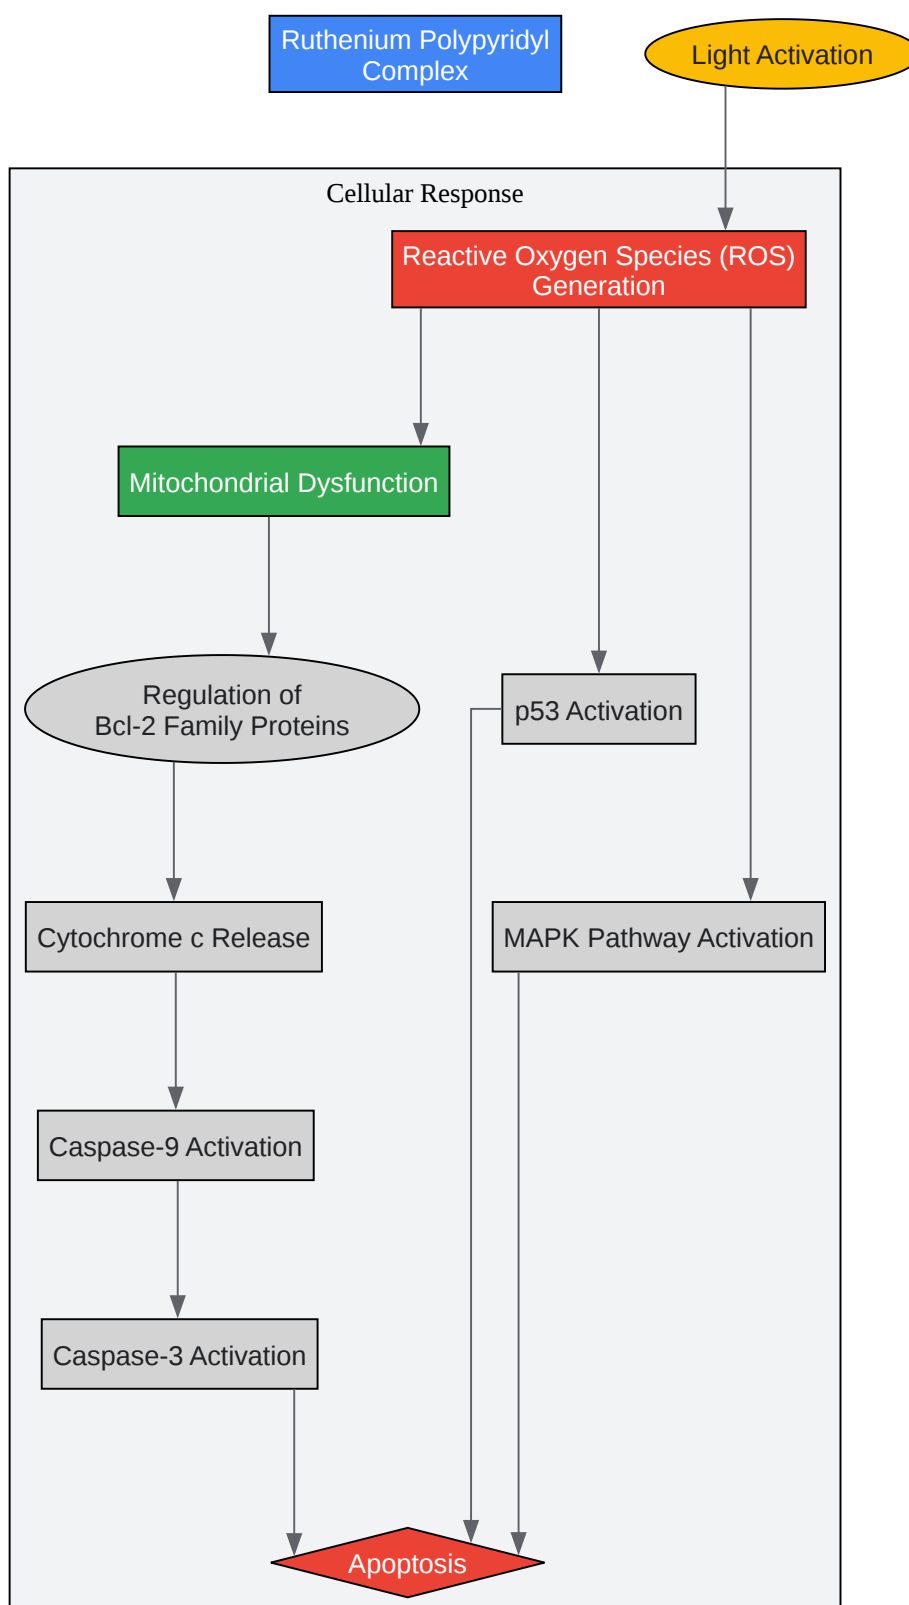 Ruthenium Polypyridyl
Complex
Light Activation
Cellular Response
Reactive Oxygen Species (ROS)
Generation
Mitochondrial Dysfunction
Regulation of
Bcl-2 Family Proteins
p53 Activation
Cytochrome c Release
MAPK Pathway Activation
Caspase-9 Activation
Caspase-3 Activation
Apoptosis